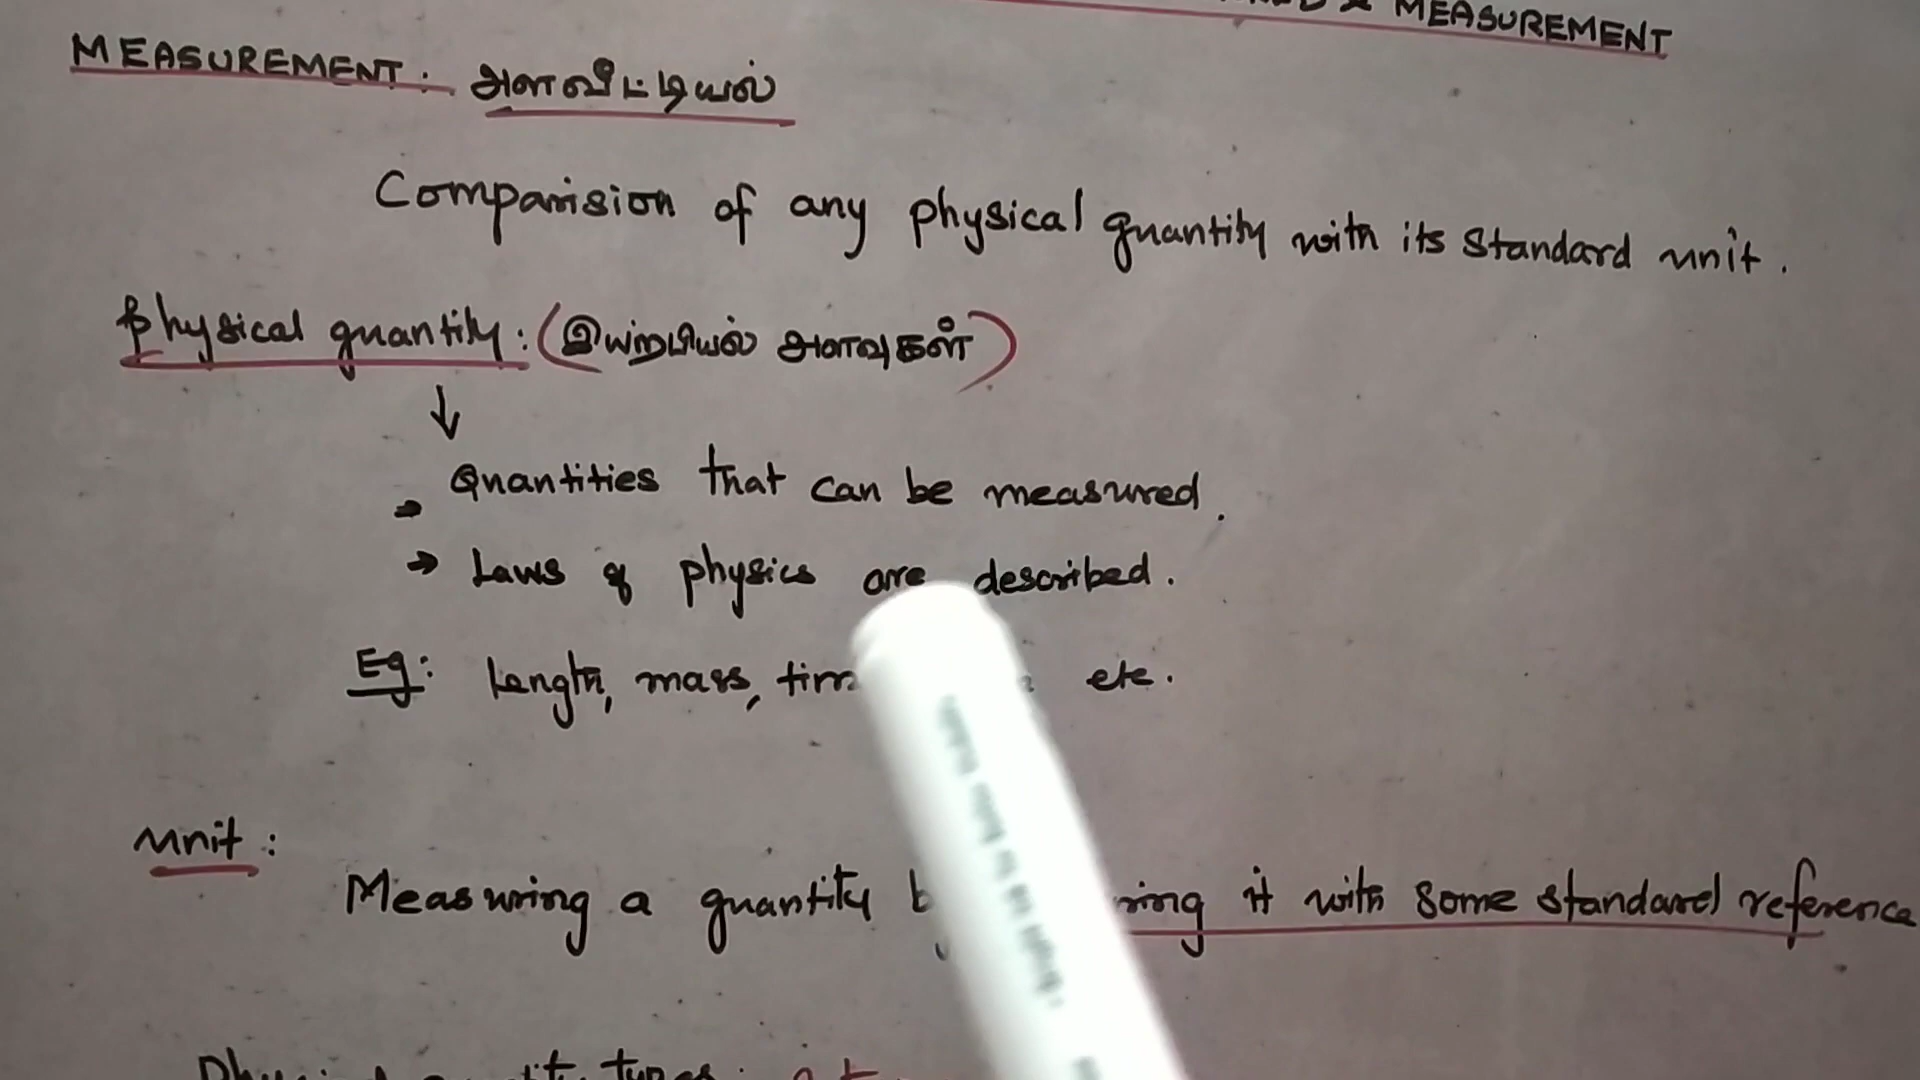 & MEASUREMENT
MEASUREMENT: அளவீட்டியல்
Comparision of any physical quantity with its standard unit.
Physical quantity: (இயற்பியல் அளவுகள்)
↓
→ Quantities that can be measured.
→ Laws of physics are described.
Eg: Length, mass, etc.
Unit:
Measuring a quantity it with some standard reference
types: